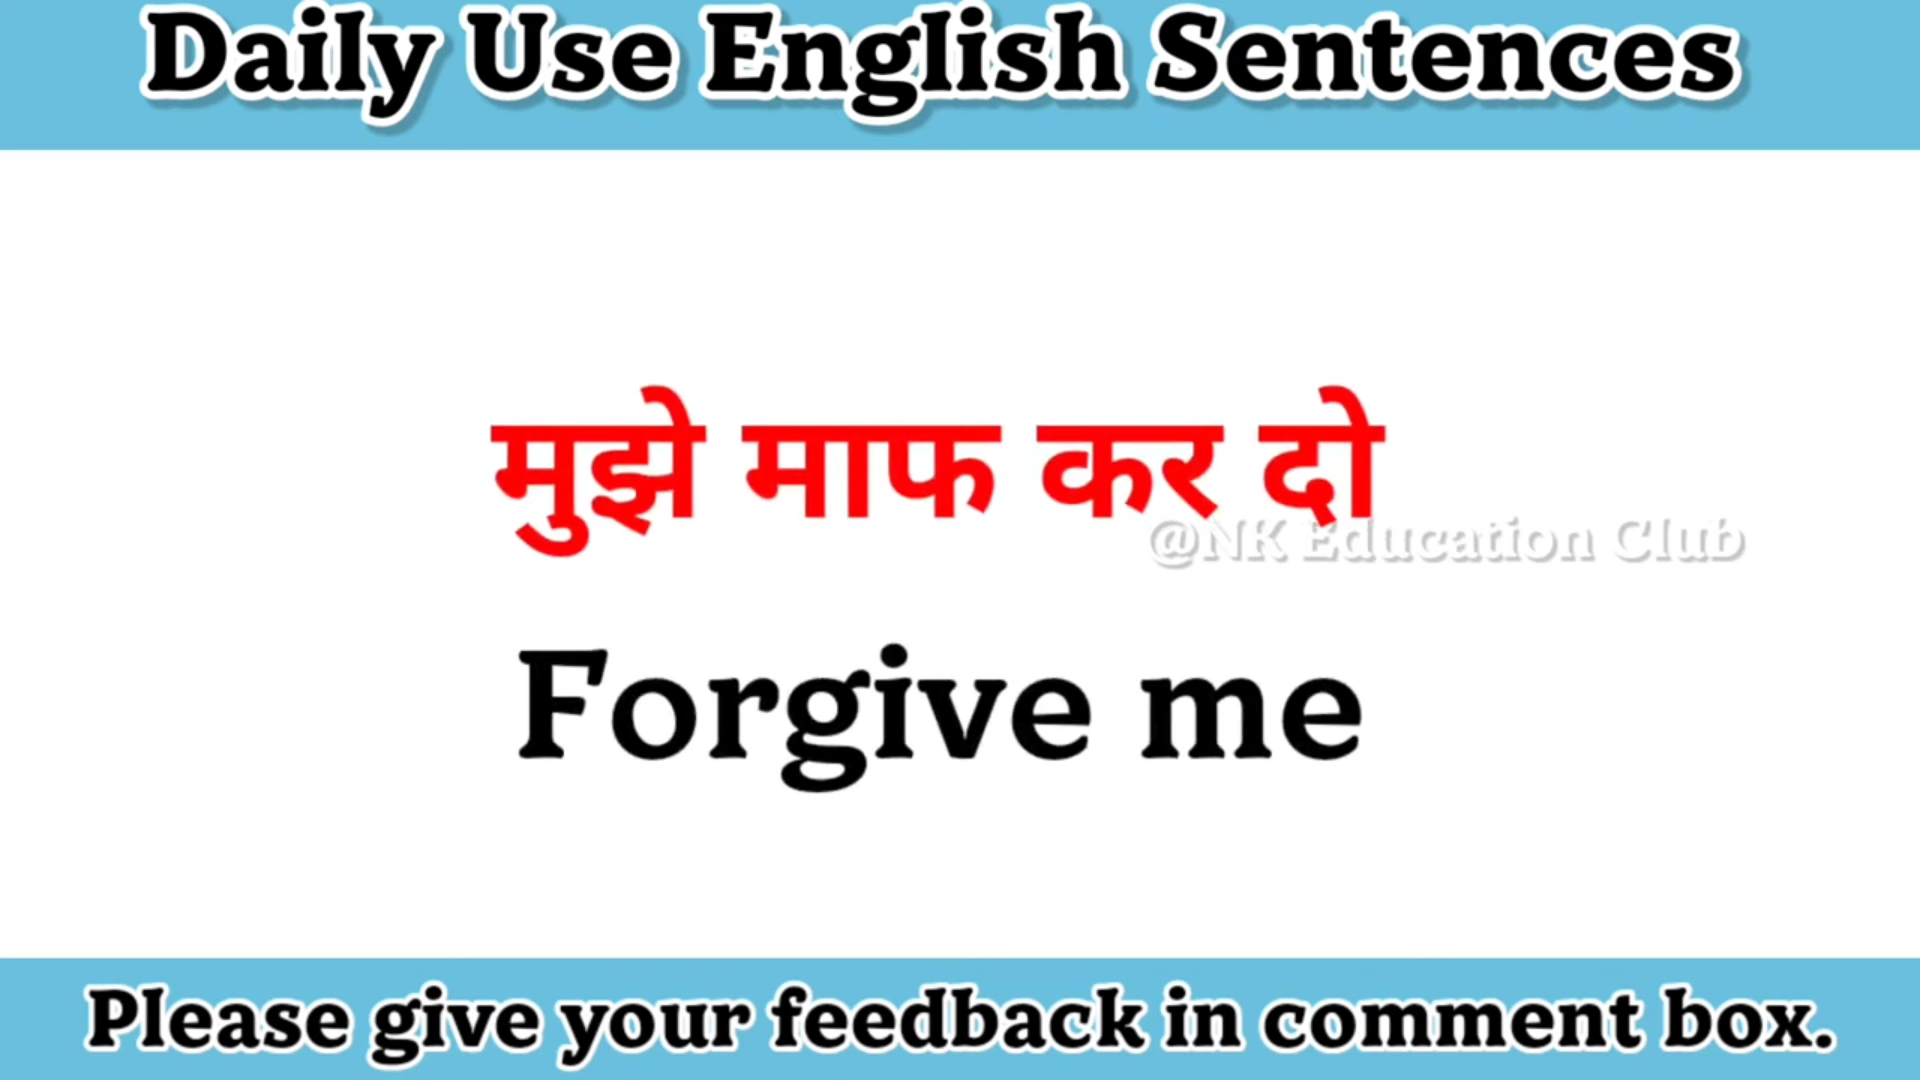 Daily Use English Sentences
मुझे माफ कर दो
@NK Education Club
Forgive me
Please give your feedback in comment box.